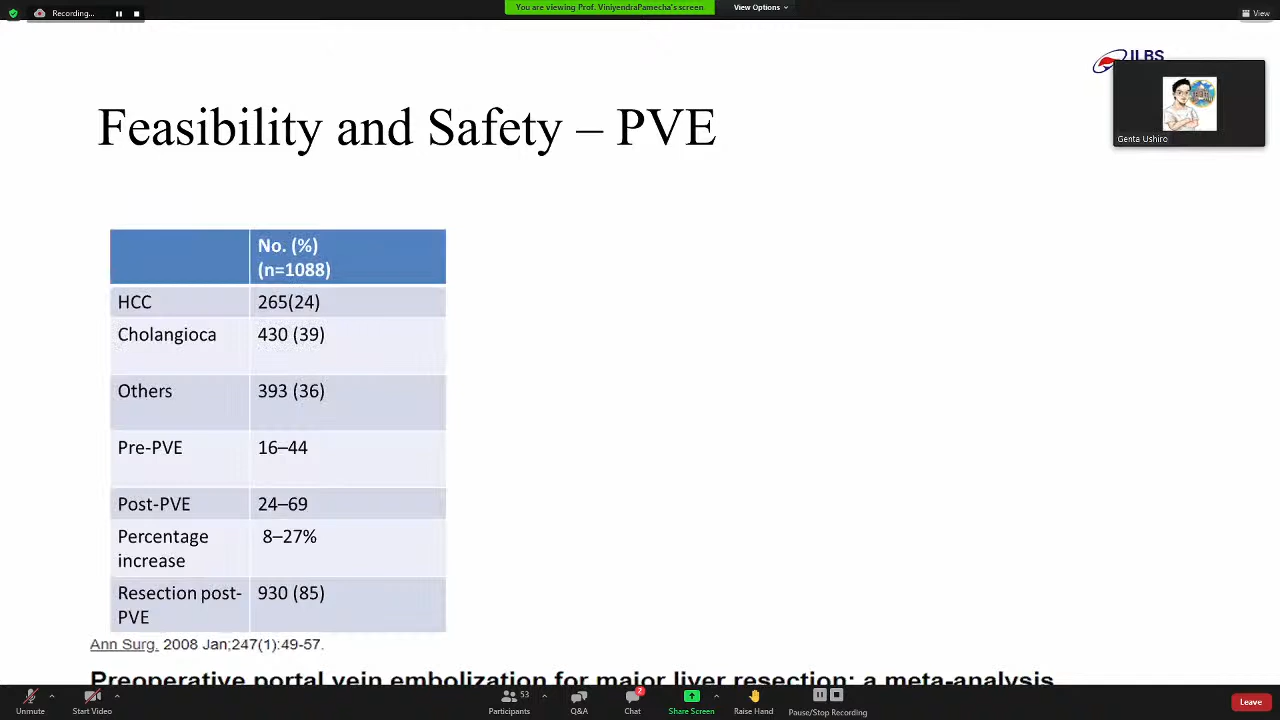 Recording...
You are viewing Prof. ViniyendraPamecha's screen
View Options
View
ILBS
Genta Ushiro
Feasibility and Safety – PVE
No. (%)
(n=1088)
HCC 265(24)
Cholangioca 430 (39)
Others 393 (36)
Pre-PVE 16–44
Post-PVE 24–69
Percentage increase 8–27%
Resection post-PVE 930 (85)
Ann Surg. 2008 Jan;247(1):49-57.
Preoperative portal vein embolization for major liver resection: a meta-analysis
Unmute
Start Video
53
Participants
Q&A
2
Chat
Share Screen
Raise Hand
Pause/Stop Recording
Leave